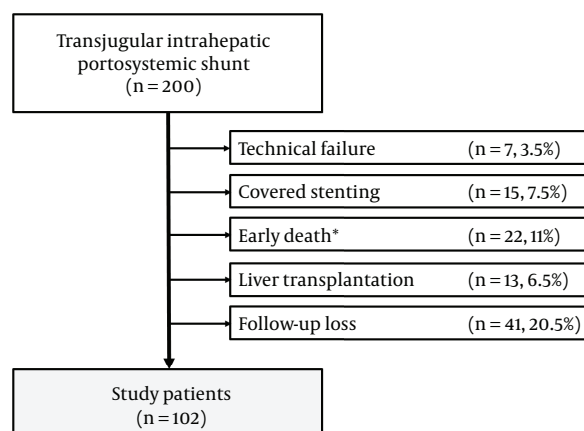 Transjugular intrahepatic
portosystemic shunt
(n = 200)
Technical failure (n = 7, 3.5%)
Covered stenting (n = 15, 7.5%)
Early death* (n = 22, 11%)
Liver transplantation (n = 13, 6.5%)
Follow-up loss (n = 41, 20.5%)
Study patients
(n = 102)